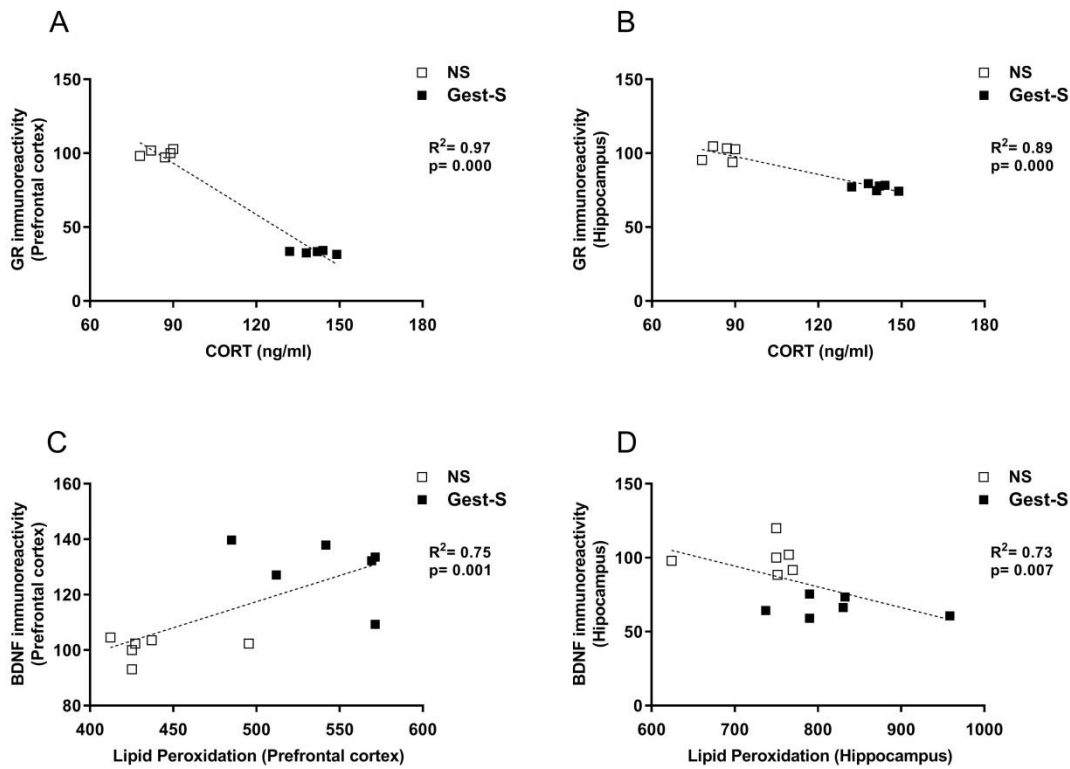 A
NS
Gest-S
R²= 0.97
p= 0.000
GR immunoreactivity
(Prefrontal cortex)
150
100
50
0
60 90 120 150 180
CORT (ng/ml)
B
NS
Gest-S
R²= 0.89
p= 0.000
GR immunoreactivity
(Hippocampus)
150
100
50
0
60 90 120 150 180
CORT (ng/ml)
C
NS
Gest-S
R²= 0.75
p= 0.001
BDNF immunoreactivity
(Prefrontal cortex)
160
140
120
100
80
400 450 500 550 600
Lipid Peroxidation (Prefrontal cortex)
D
NS
Gest-S
R²= 0.73
p= 0.007
BDNF immunoreactivity
(Hipocampus)
150
100
50
0
600 700 800 900 1000
Lipid Peroxidation (Hippocampus)